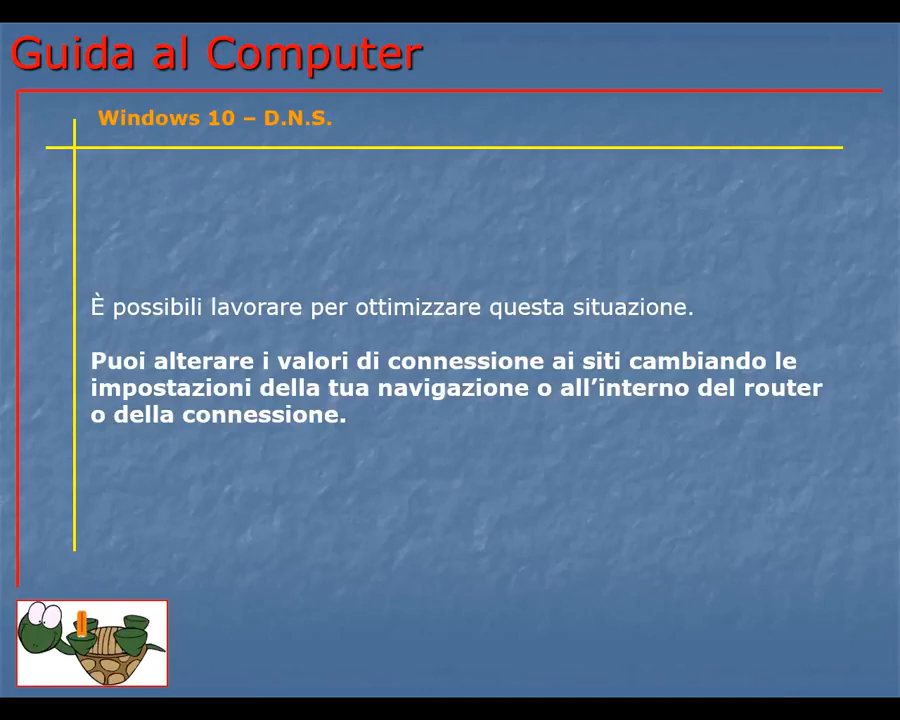 Guida al Computer
Windows 10 – D.N.S.
È possibili lavorare per ottimizzare questa situazione.
Puoi alterare i valori di connessione ai siti cambiando le
impostazioni della tua navigazione o all’interno del router
o della connessione.